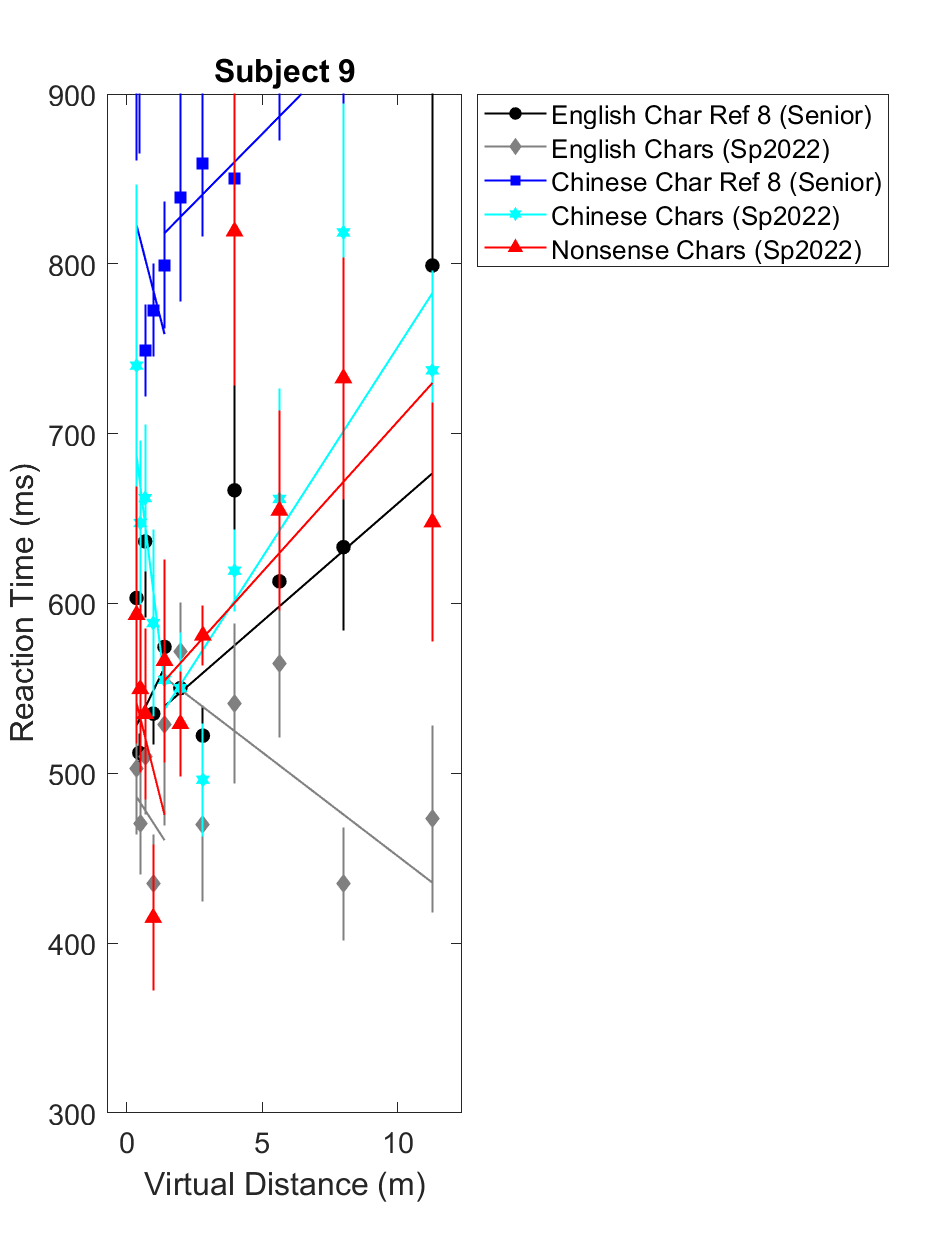 Subject 9
900
800
700
600
500
400
300
0 5 10
Reaction Time (ms)
Virtual Distance (m)
English Char Ref 8 (Senior)
English Chars (Sp2022)
Chinese Char Ref 8 (Senior)
Chinese Chars (Sp2022)
Nonsense Chars (Sp2022)